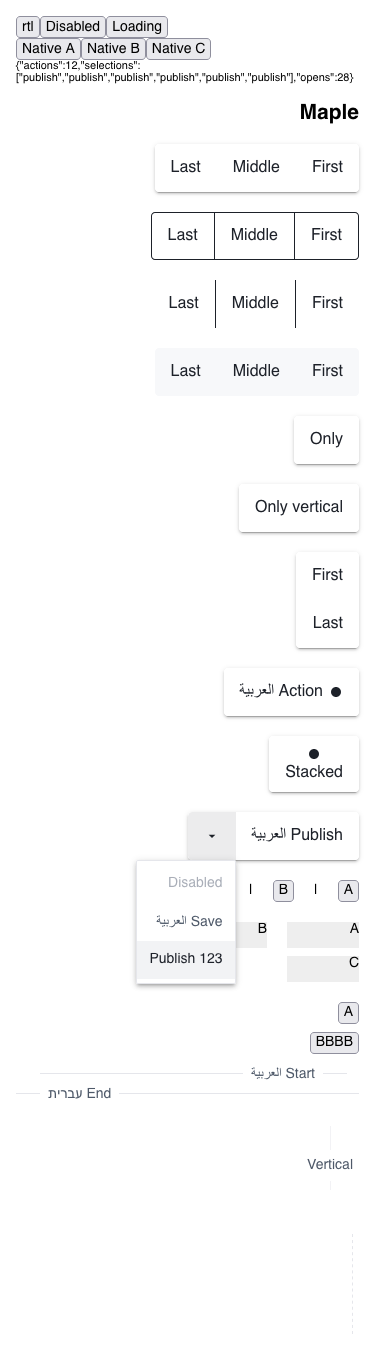 rtl Disabled Loading
Native A Native B Native C
{"actions":12,"selections":
["publish","publish","publish","publish","publish","publish"],"opens":28}
Maple
Last Middle First
Last Middle First
Last Middle First
Last Middle First
Only
Only vertical
First
Last
العربية Action
Stacked
العربية Publish
Disabled
العربية Save
Publish 123
I B I A
B A
C
A
BBBB
العربية Start
עברית End
Vertical